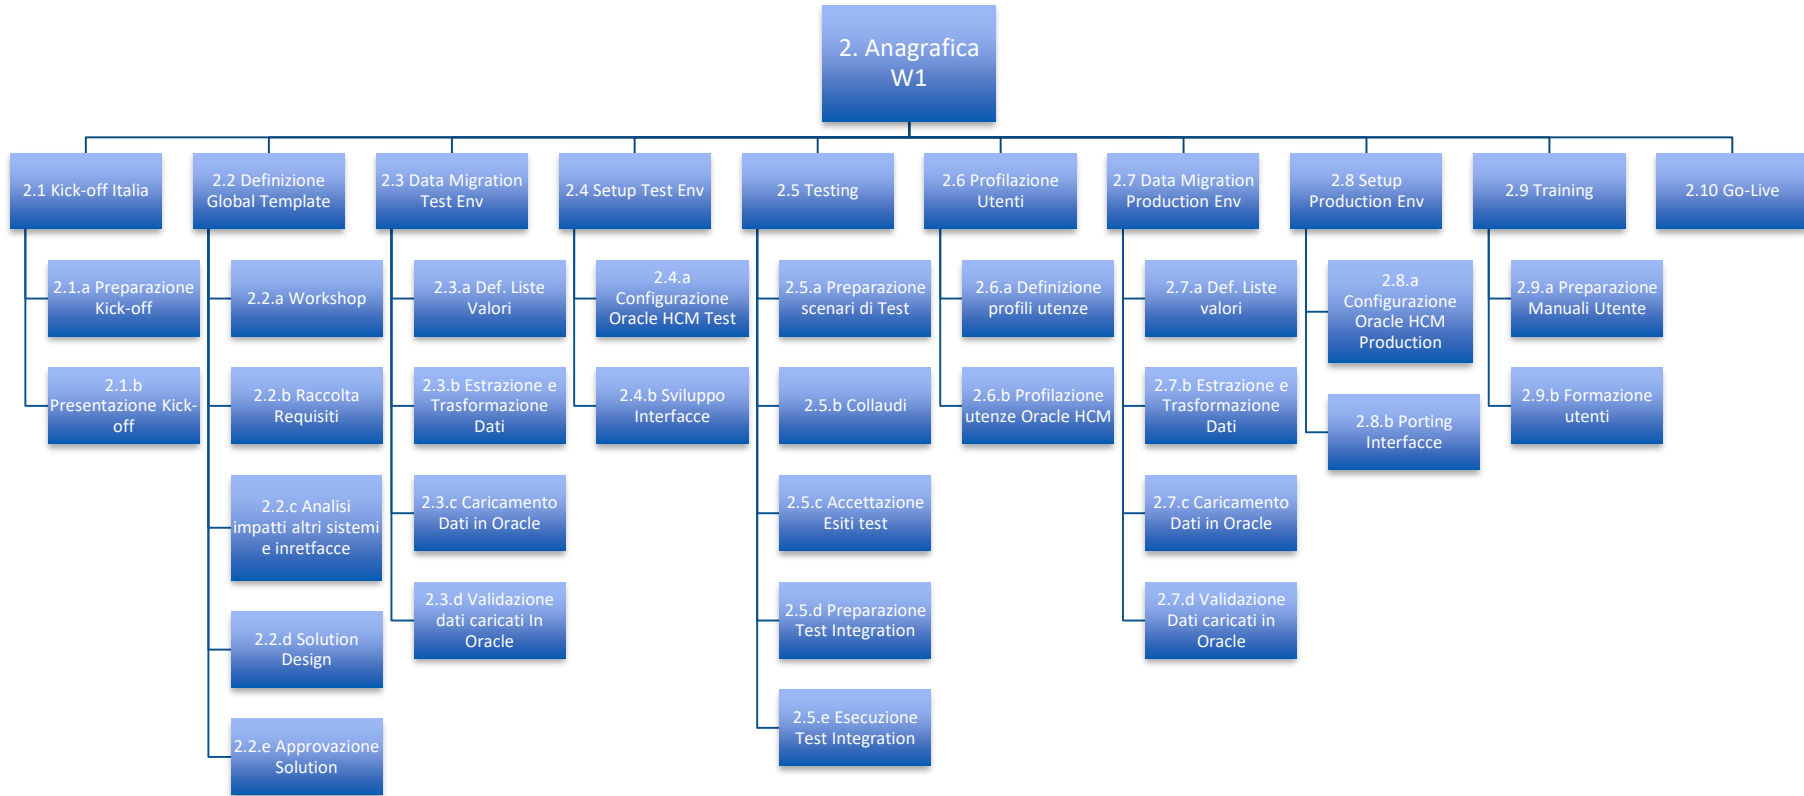 2. Anagrafica
W1
2.1 Kick-off Italia
2.2 Definizione
Global Template
2.3 Data Migration
Test Env
2.4 Setup Test Env
2.5 Testing
2.6 Profilazione
Utenti
2.7 Data Migration
Production Env
2.8 Setup
Production Env
2.9 Training
2.10 Go-Live
2.1.a Preparazione
Kick-off
2.1.b
Presentazione Kick-
off
2.2.a Workshop
2.2.b Raccolta
Requisiti
2.2.c Analisi
impatti altri sistemi
e inretfacce
2.2.d Solution
Design
2.2.e Approvazione
Solution
2.3.a Def. Liste
Valori
2.3.b Estrazione e
Trasformazione
Dati
2.3.c Caricamento
Dati in Oracle
2.3.d Validazione
dati caricati In
Oracle
2.4.a
Configurazione
Oracle HCM Test
2.4.b Sviluppo
Interfacce
2.5.a Preparazione
scenari di Test
2.5.b Collaudi
2.5.c Accettazione
Esiti test
2.5.d Preparazione
Test Integration
2.5.e Esecuzione
Test Integration
2.6.a Definizione
profili utenze
2.6.b Profilazione
utenze Oracle HCM
2.7.a Def. Liste
valori
2.7.b Estrazione e
Trasformazione
Dati
2.7.c Caricamento
Dati in Oracle
2.7.d Validazione
Dati caricati in
Oracle
2.8.a
Configurazione
Oracle HCM
Production
2.8.b Porting
Interfacce
2.9.a Preparazione
Manuali Utente
2.9.b Formazione
utenti